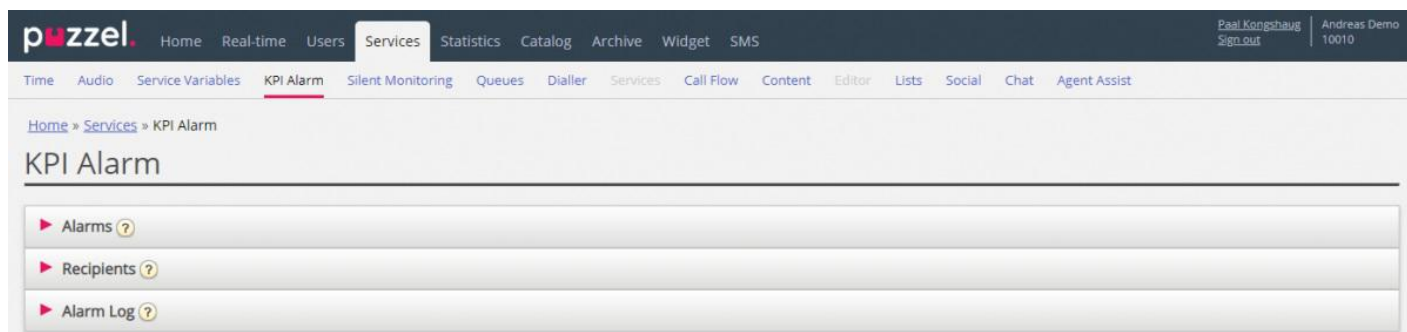 puzzel. Home Real-time Users Services Statistics Catalog Archive Widget SMS
Paal Kongshaug Andreas Demo
Sign out 10010
Time Audio Service Variables KPI Alarm Silent Monitoring Queues Dialler Services Call Flow Content Editor Lists Social Chat Agent Assist
Home » Services » KPI Alarm
KPI Alarm
Alarms ?
Recipients ?
Alarm Log ?